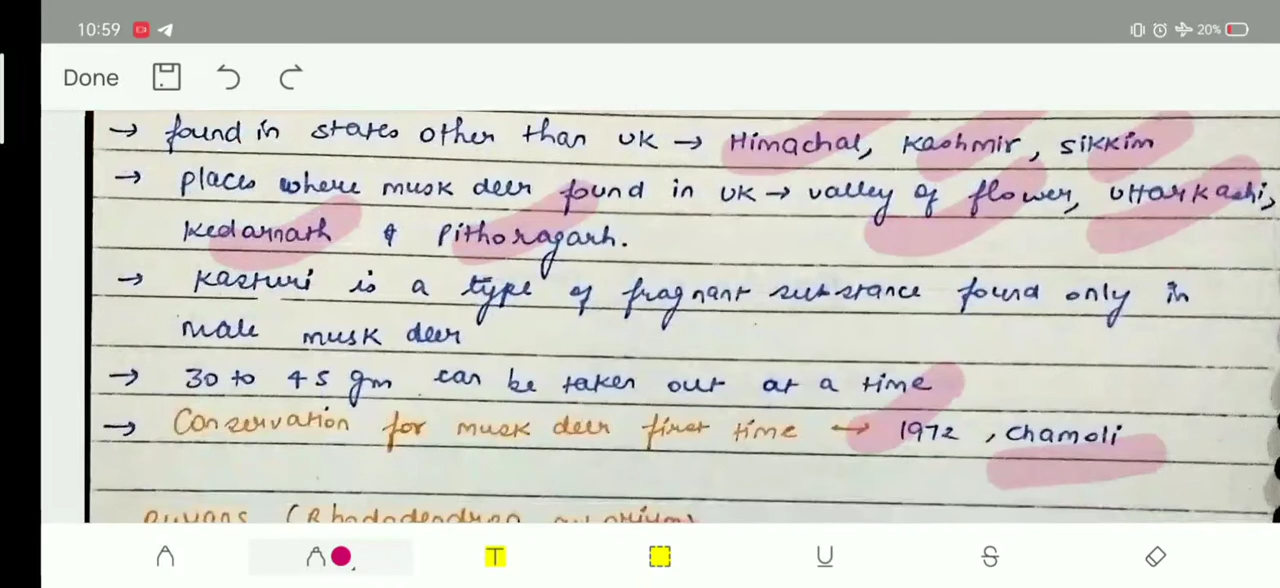 10:59
20%
Done
→ found in states other than UK → Himachal, Kashmir, Sikkim
→ places where musk deer found in UK → valley of flower, Uttarkashi,
Kedarnath & Pithoragarh.
→ Kasturi is a type of fragnant substance found only in
male musk deer
→ 30 to 45 gm can be taken out at a time
→ Conservation for musk deer first time → 1972, Chamoli
(Rhododendron
T
U
S